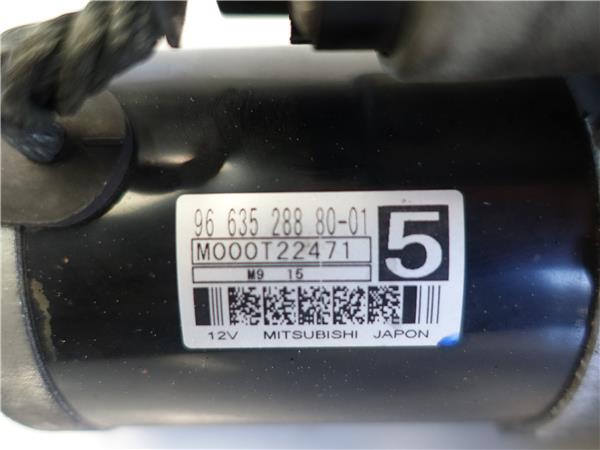 96 635 288 80-01
M000T22471
5
M9 15
12V MITSUBISHI JAPON